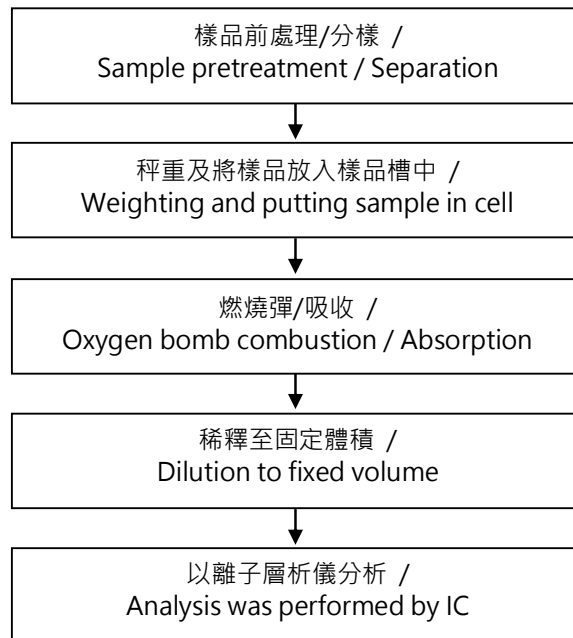 樣品前處理/分樣 /
Sample pretreatment / Separation
秤重及將樣品放入樣品槽中 /
Weighting and putting sample in cell
燃燒彈/吸收 /
Oxygen bomb combustion / Absorption
稀釋至固定體積 /
Dilution to fixed volume
以離子層析儀分析 /
Analysis was performed by IC